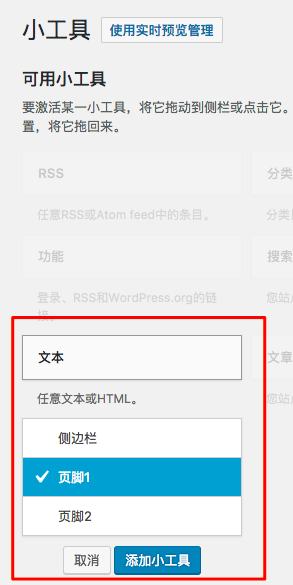 小工具 使用实时预览管理
可用小工具
要激活某一小工具，将它拖动到侧栏或点击它。
置，将它拖回来。
RSS 分类
任意RSS或Atom feed中的条目。 分类
功能 搜索
登录、RSS和WordPress.org的链 您站点
接。
文本 文章
任意文本或HTML。 您站点
侧边栏
页脚1
页脚2
取消 添加小工具